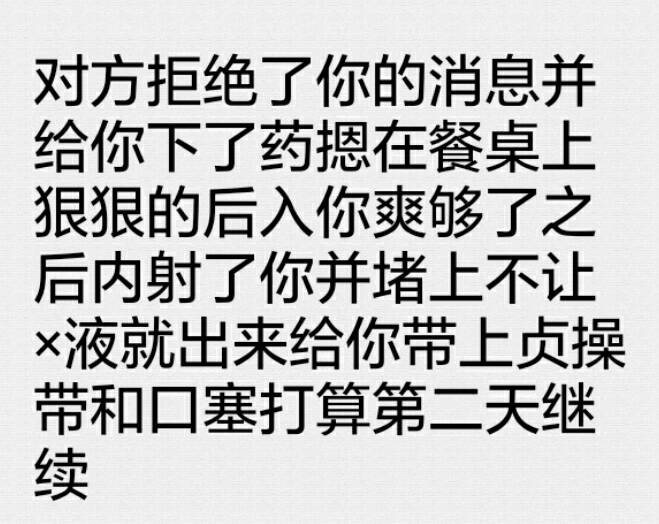 对方拒绝了你的消息并
给你下了药摁在餐桌上
狠狠的后入你爽够了之
后内射了你并堵上不让
×液就出来给你带上贞操
带和口塞打算第二天继
续